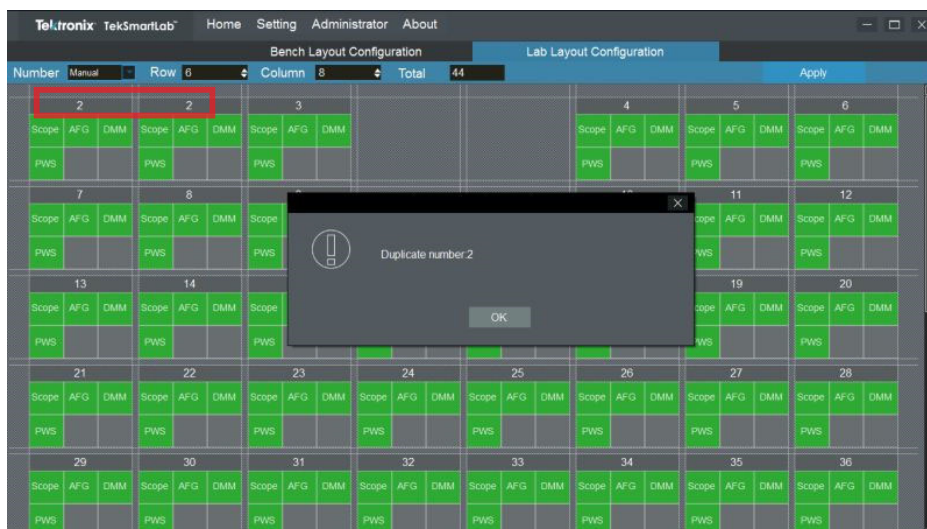 Tektronix TekSmartLab™ Home Setting Administrator About
Bench Layout Configuration Lab Layout Configuration
Number Manual Row 6 Column 8 Total 44 Apply
2 2 3 4 5 6
Scope AFG DMM Scope AFG DMM Scope AFG DMM Scope AFG DMM Scope AFG DMM Scope AFG DMM
PWS PWS PWS PWS PWS PWS
7 8 11 12
Scope AFG DMM Scope AFG DMM Scope AFG DMM Scope AFG DMM
PWS PWS PWS PWS PWS
Duplicate number:2
OK
13 14 19 20
Scope AFG DMM Scope AFG DMM Scope AFG DMM Scope AFG DMM
PWS PWS PWS PWS PWS
21 22 23 24 25 26 27 28
Scope AFG DMM Scope AFG DMM Scope AFG DMM Scope AFG DMM Scope AFG DMM Scope AFG DMM Scope AFG DMM Scope AFG DMM
PWS PWS PWS PWS PWS PWS PWS PWS
29 30 31 32 33 34 35 36
Scope AFG DMM Scope AFG DMM Scope AFG DMM Scope AFG DMM Scope AFG DMM Scope AFG DMM Scope AFG DMM Scope AFG DMM
PWS PWS PWS PWS PWS PWS PWS PWS